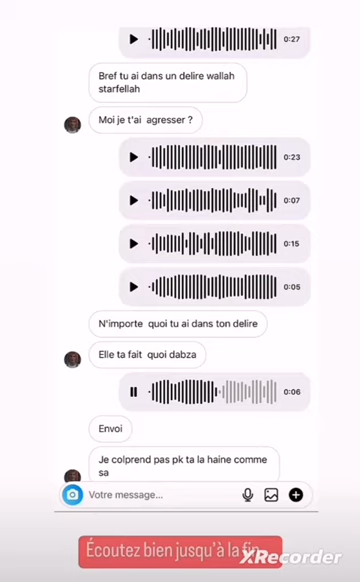 0:27
Bref tu ai dans un delire wallah
starfellah
Moi je t'ai agresser ?
0:23
0:07
0:15
0:05
N'importe quoi tu ai dans ton delire
Elle ta fait quoi dabza
0:06
Envoi
Je colprend pas pk ta la haine comme
sa
Votre message...
Écoutez bien jusqu'à la fin
XRecorder